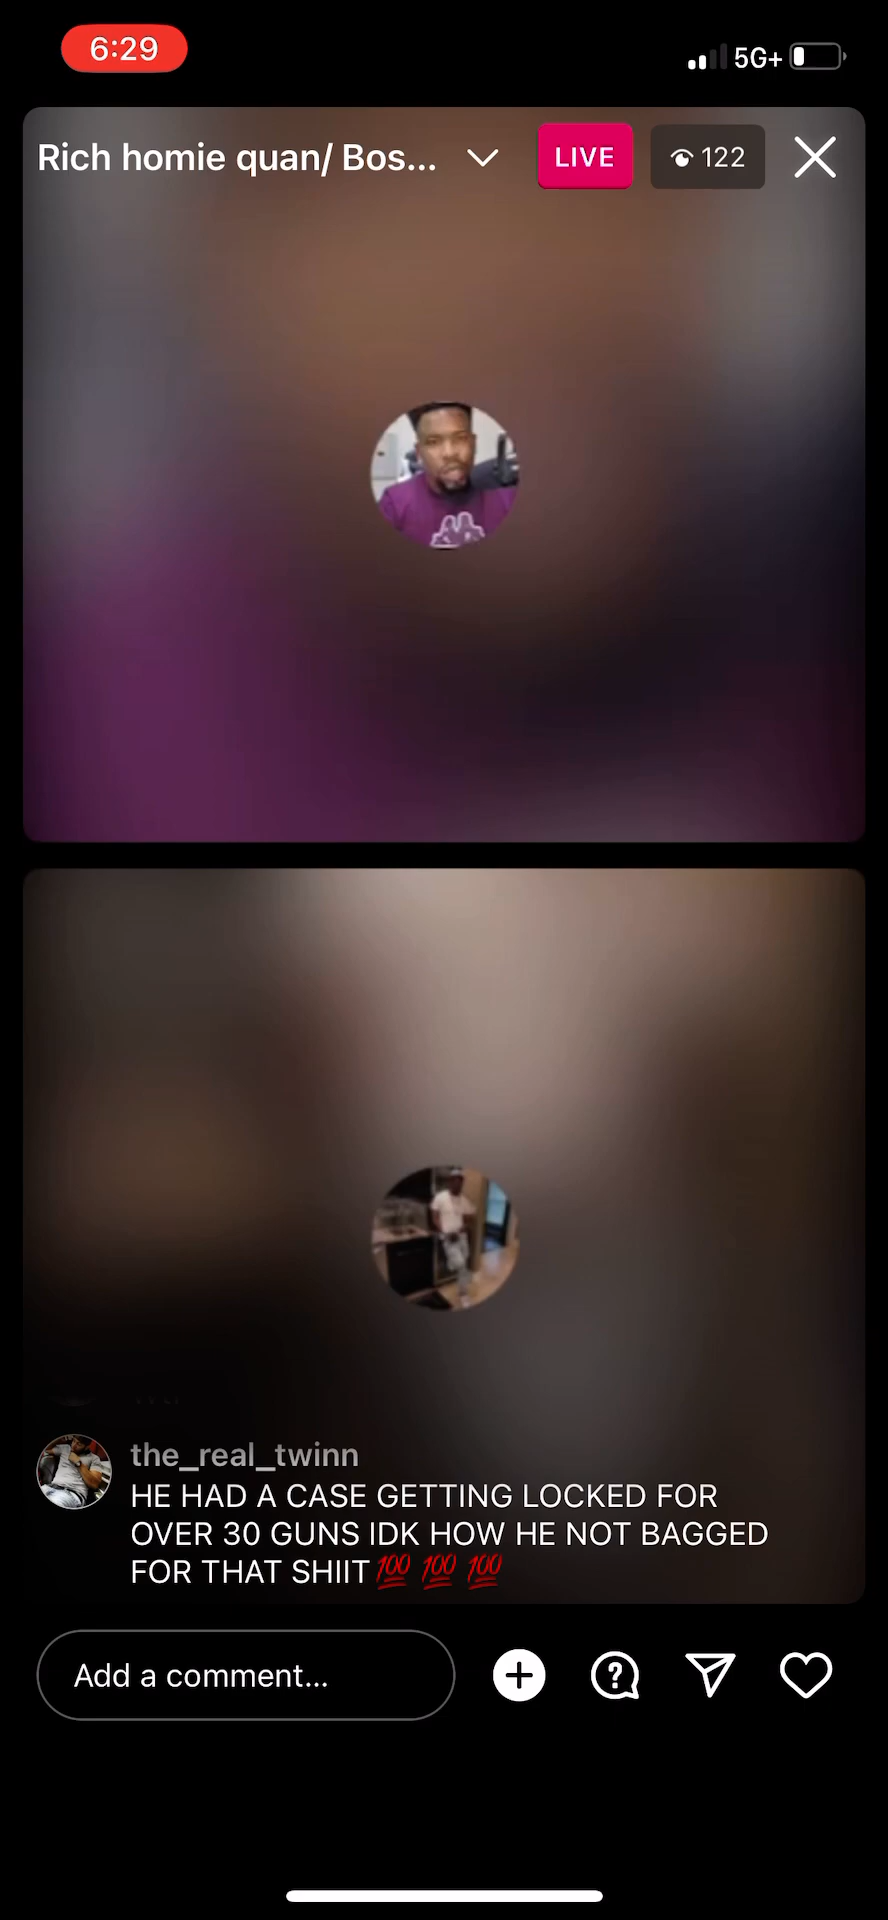 6:29
5G+
Rich homie quan/ Bos...
LIVE
122
the_real_twinn
HE HAD A CASE GETTING LOCKED FOR
OVER 30 GUNS IDK HOW HE NOT BAGGED
FOR THAT SHIIT💯💯💯
Add a comment...